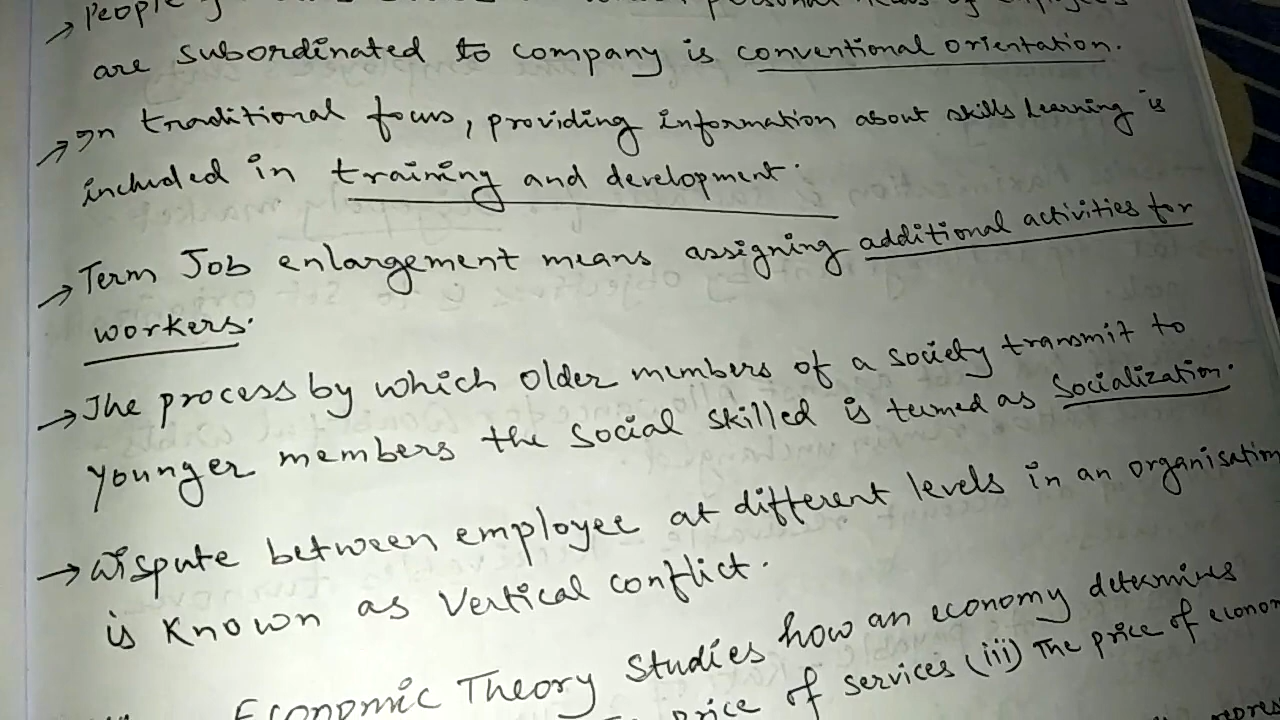 → People
are subordinated to company is conventional orientation.
→ In traditional focus, providing information about skills learning is
included in training and development.
→ Term Job enlargement means assigning additional activities for
workers.
→ The process by which older members of a society transmit to
younger members the social skilled is termed as Socialization.
→ Dispute between employee at different levels in an organisation
is known as Vertical conflict.
Economic Theory Studies how an economy determines
price of services (iii) The price of